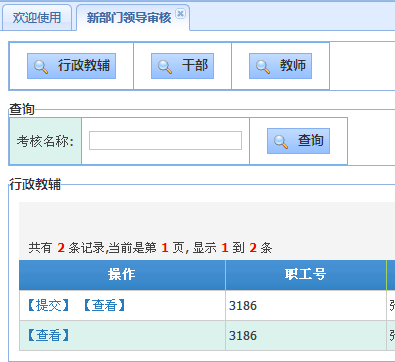 欢迎使用 新部门领导审核
行政教辅 干部 教师
查询
考核名称: 查询
行政教辅
共有 2 条记录,当前是第 1 页, 显示 1 到 2 条
操作 职工号
【提交】 【查看】 3186
【查看】 3186